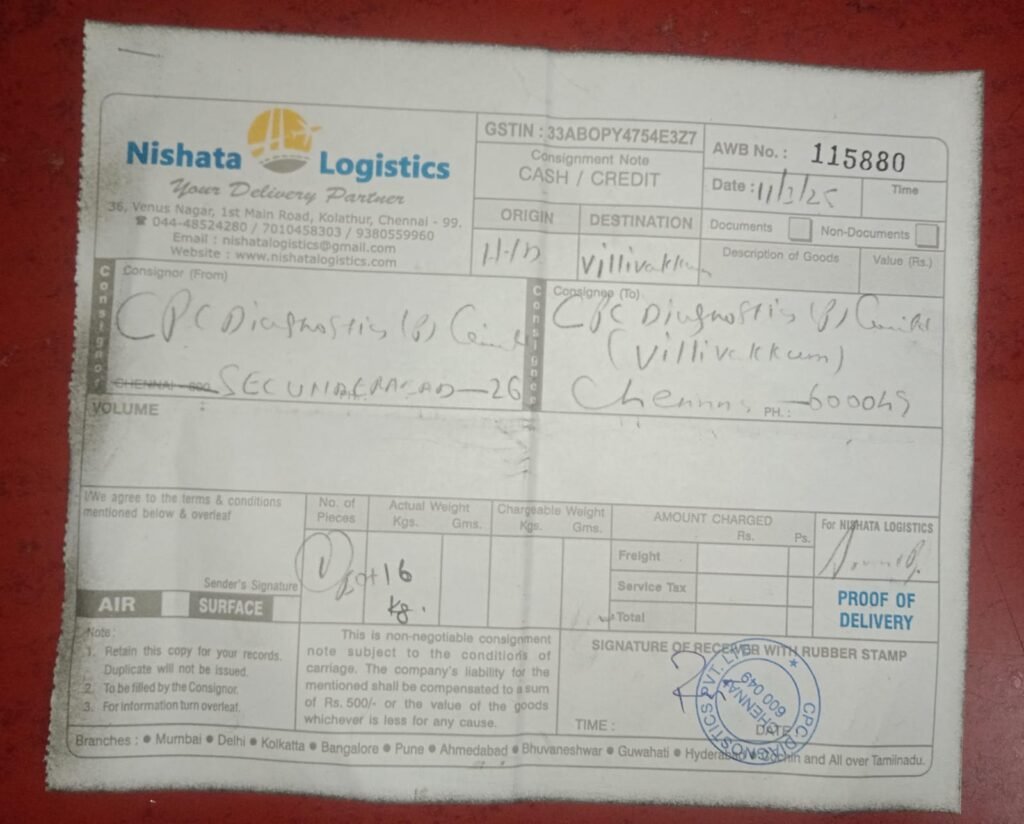 Nishata Logistics
Your Delivery Partner
36, Venus Nagar, 1st Main Road, Kolathur, Chennai - 99.
☎ 044-48524280 / 7010458303 / 9380559960
Email : nishatalogistics@gmail.com
Website : www.nishatalogistics.com
GSTIN : 33ABOPY4754E3Z7
Consignment Note
CASH / CREDIT
AWB No. : 115880
Date : 11/3/25
Time
ORIGIN
DESTINATION
Villivakkum
Documents
Non-Documents
Description of Goods
Value (Rs.)
Consignor
Consignor (From)
CPC Diagnostics (P) Limit
CHENNAI - 600
SECUNDERABAD - 26
Consignee
Consignee (To)
CPC Diagnostics (P) Limit
(Villivakkum)
Chennai - 600049
PH. :
VOLUME
I/We agree to the terms & conditions
mentioned below & overleaf
Sender's Signature
AIR
SURFACE
No. of
Pieces
Actual Weight
Kgs. Gms.
16
kg.
Chargeable Weight
Kgs. Gms.
AMOUNT CHARGED
Rs. Ps.
Freight
Service Tax
Total
For NISHATA LOGISTICS
PROOF OF
DELIVERY
Note :
1. Retain this copy for your records.
Duplicate will not be issued.
2. To be filled by the Consignor.
3. For information turn overleaf.
This is non-negotiable consignment
note subject to the conditions of
carriage. The company's liability for the
mentioned shall be compensated to a sum
of Rs. 500/- or the value of the goods
whichever is less for any cause.
SIGNATURE OF RECEIVER WITH RUBBER STAMP
CPC DIAGNOSTICS PVT. LTD.
CHENNAI
600 049
TIME :
DATE :
Branches : • Mumbai • Delhi • Kolkatta • Bangalore • Pune • Ahmedabad • Bhuvaneshwar • Guwahati • Hyderabad • Cochin and All over Tamilnadu.